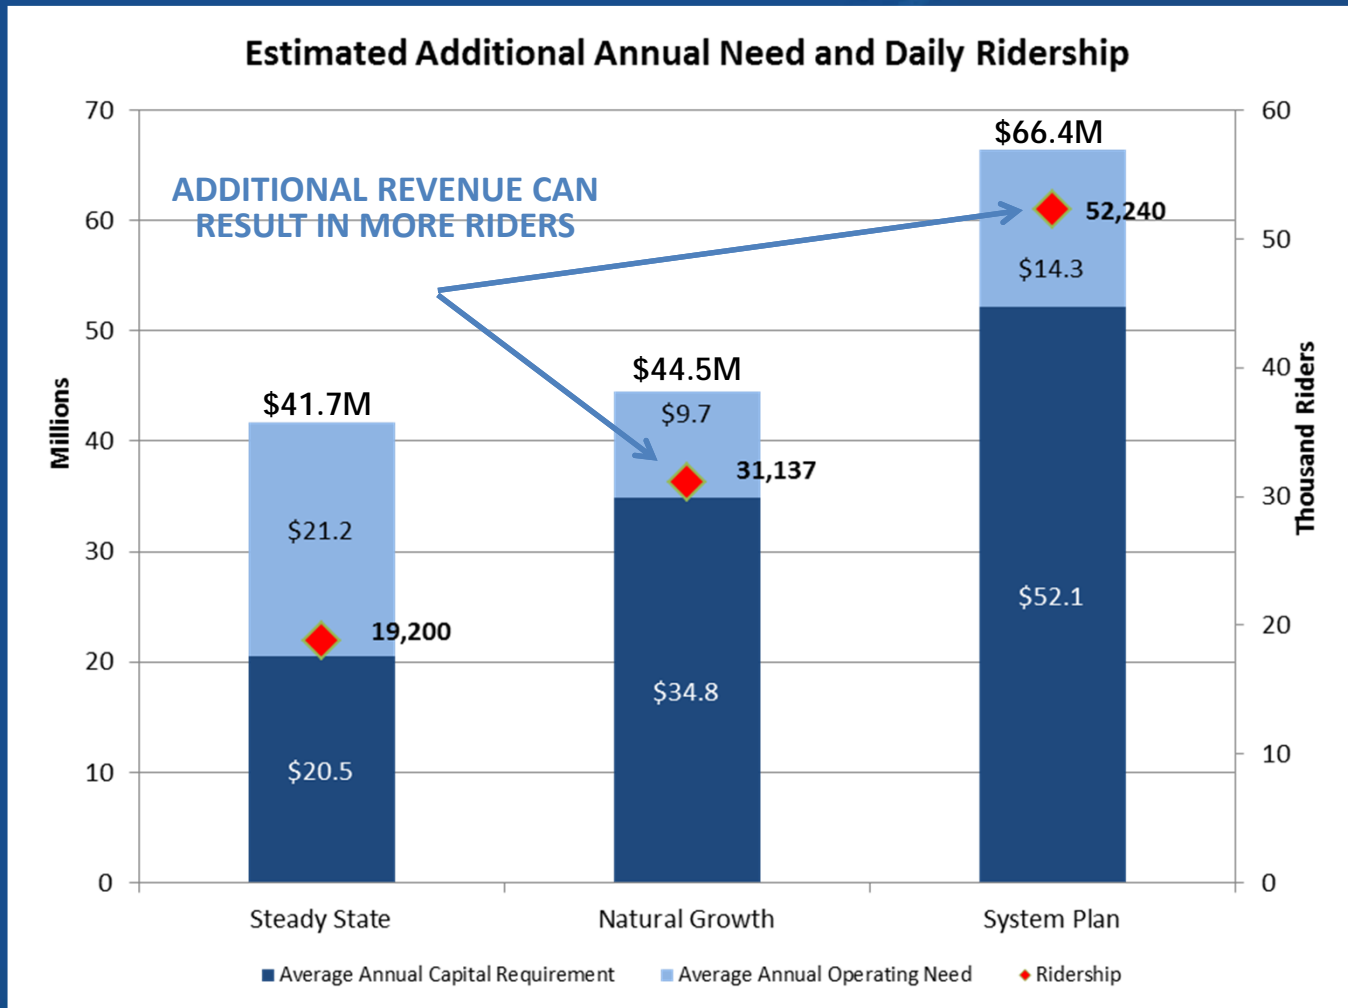 Estimated Additional Annual Need and Daily Ridership
70
60
50
40
30
20
10
0
Millions
60
50
40
30
20
10
0
Thousand Riders
ADDITIONAL REVENUE CAN
RESULT IN MORE RIDERS
$41.7M
$21.2
19,200
$20.5
$44.5M
$9.7
31,137
$34.8
$66.4M
52,240
$14.3
$52.1
Steady State
Natural Growth
System Plan
Average Annual Capital Requirement
Average Annual Operating Need
Ridership